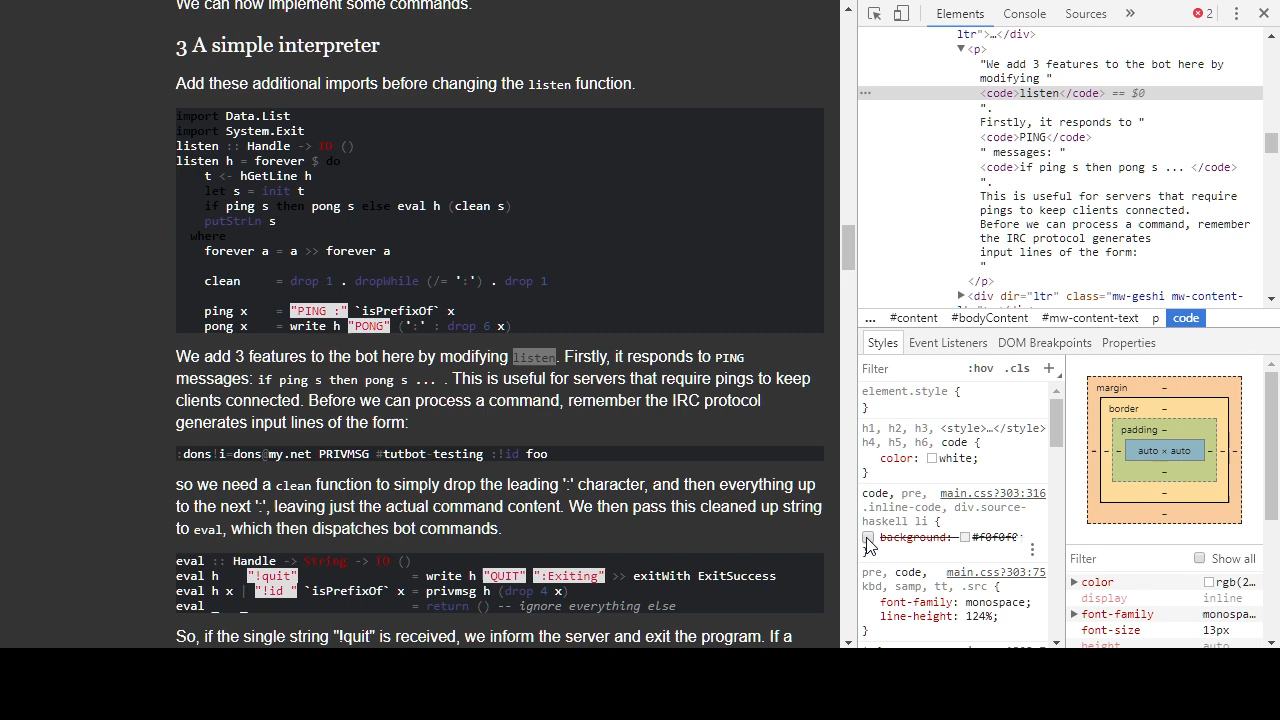 We can now implement some commands.
3 A simple interpreter
Add these additional imports before changing the listen function.
import Data.List
import System.Exit
listen :: Handle -> IO ()
listen h = forever $ do
    t <- hGetLine h
    let s = init t
    if ping s then pong s else eval h (clean s)
    putStrLn s
  where
    forever a = a >> forever a
    clean     = drop 1 . dropWhile (/= ':') . drop 1
    ping x    = "PING :" `isPrefixOf` x
    pong x    = write h "PONG" (':' : drop 6 x)
We add 3 features to the bot here by modifying listen. Firstly, it responds to PING
messages: if ping s then pong s ... . This is useful for servers that require pings to keep
clients connected. Before we can process a command, remember the IRC protocol
generates input lines of the form:
:dons!i=dons@my.net PRIVMSG #tutbot-testing :!id foo
so we need a clean function to simply drop the leading ':' character, and then everything up
to the next ':', leaving just the actual command content. We then pass this cleaned up string
to eval, which then dispatches bot commands.
eval :: Handle -> String -> IO ()
eval h    "!quit"                = write h "QUIT" ":Exiting" >> exitWith ExitSuccess
eval h x | "!id " `isPrefixOf` x = privmsg h (drop 4 x)
eval _   _                       = return () -- ignore everything else
So, if the single string "!quit" is received, we inform the server and exit the program. If a
Elements Console Sources » 2
ltr">…</div>
<p>
"We add 3 features to the bot here by
modifying "
… <code>listen</code> == $0
".
Firstly, it responds to "
<code>PING</code>
" messages: "
<code>if ping s then pong s ... </code>
".
This is useful for servers that require
pings to keep clients connected.
Before we can process a command, remember
the IRC protocol generates
input lines of the form:
"
</p>
<div dir="ltr" class="mw-geshi mw-content-
... #content #bodyContent #mw-content-text p code
Styles Event Listeners DOM Breakpoints Properties
Filter :hov .cls +
element.style {
}
h1, h2, h3, <style>…</style>
h4, h5, h6, code {
color: white;
}
code, pre, main.css?303:316
.inline-code, div.source-
haskell li {
background: #f0f0f0
}
pre, code, main.css?303:75
kbd, samp, tt, .src {
font-family: monospace;
line-height: 124%;
}
margin –
border –
padding –
– – – auto × auto – – –
–
–
–
Filter Show all
color rgb(2…
display inline
font-family monospa…
font-size 13px
height auto